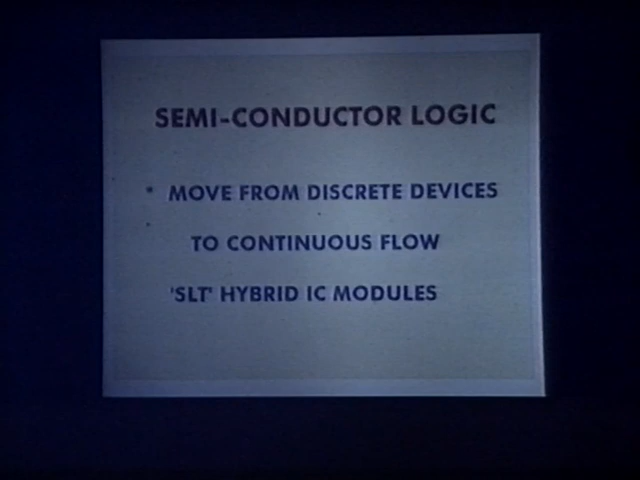 SEMI-CONDUCTOR LOGIC
* MOVE FROM DISCRETE DEVICES
TO CONTINUOUS FLOW
'SLT' HYBRID IC MODULES